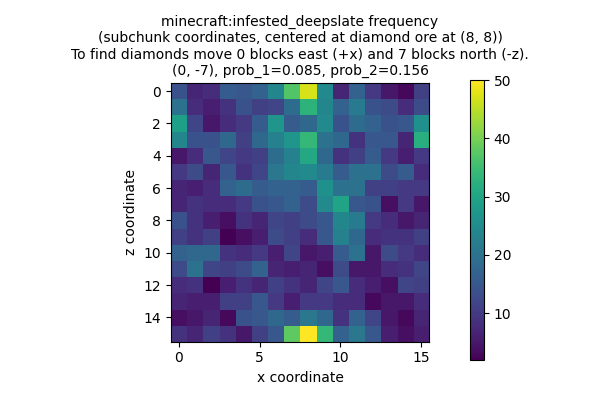 minecraft:infested_deepslate frequency
(subchunk coordinates, centered at diamond ore at (8, 8))
To find diamonds move 0 blocks east (+x) and 7 blocks north (-z).
(0, -7), prob_1=0.085, prob_2=0.156
0
2
4
6
8
10
12
14
z coordinate
0
5
10
15
x coordinate
50
40
30
20
10